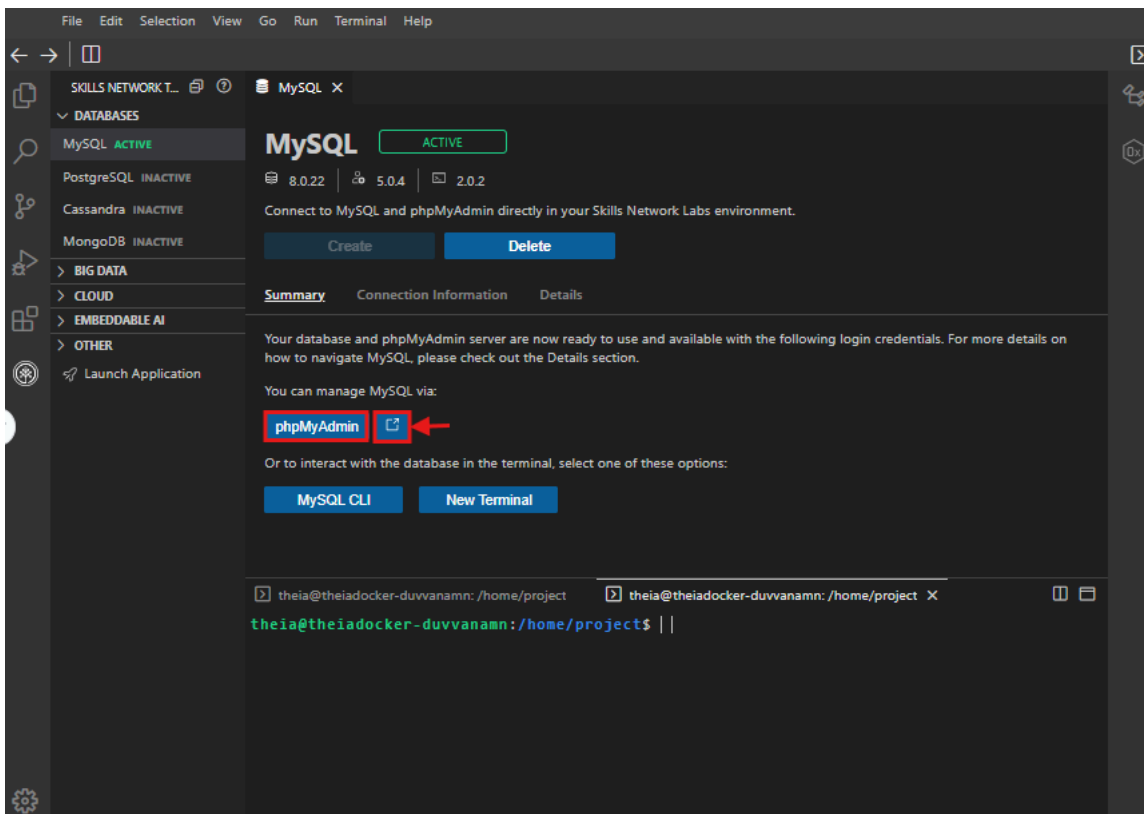 File Edit Selection View Go Run Terminal Help
SKILLS NETWORK T...
DATABASES
MySQL ACTIVE
PostgreSQL INACTIVE
Cassandra INACTIVE
MongoDB INACTIVE
BIG DATA
CLOUD
EMBEDDABLE AI
OTHER
Launch Application
MySQL
MySQL ACTIVE
8.0.22 5.0.4 2.0.2
Connect to MySQL and phpMyAdmin directly in your Skills Network Labs environment.
Create Delete
Summary Connection Information Details
Your database and phpMyAdmin server are now ready to use and available with the following login credentials. For more details on
how to navigate MySQL, please check out the Details section.
You can manage MySQL via:
phpMyAdmin
Or to interact with the database in the terminal, select one of these options:
MySQL CLI New Terminal
theia@theiadocker-duvvanamn: /home/project theia@theiadocker-duvvanamn: /home/project
theia@theiadocker-duvvanamn:/home/project$